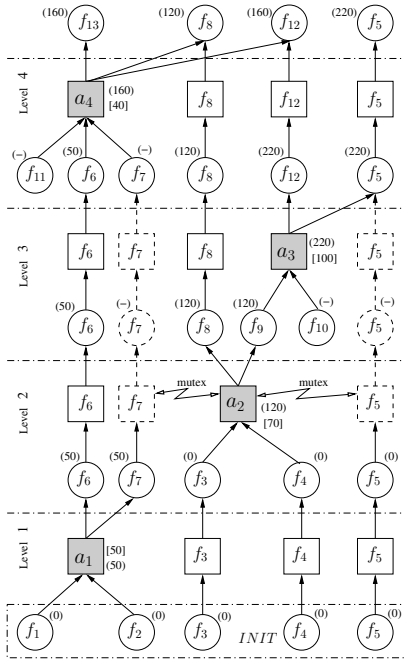 (160) (120) (160) (220)
f13 f8 f12 f5
Level 4
a4 (160) [40] f8 f12 f5
(–) (50) (–) (120) (220) (220)
f11 f6 f7 f8 f12 f5
Level 3
f6 f7 f8 a3 (220) [100] f5
(50) (–) (120) (120) (–) (–)
f6 f7 f8 f9 f10 f5
Level 2
mutex mutex
f6 f7 a2 (120) [70] f5
(50) (50) (0) (0) (0)
f6 f7 f3 f4 f5
Level 1
a1 [50] (50) f3 f4 f5
(0) (0) (0) (0) (0)
f1 f2 f3 INIT f4 f5